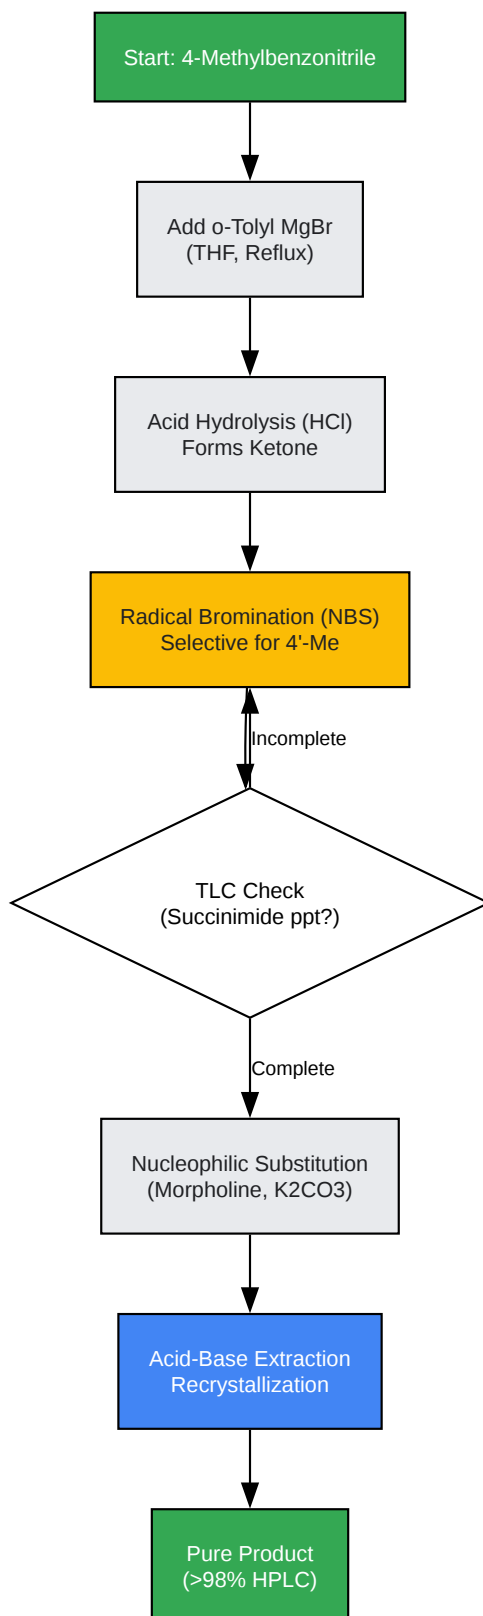 Start: 4-Methylbenzonitrile
Add o-Tolyl MgBr
(THF, Reflux)
Acid Hydrolysis (HCl)
Forms Ketone
Radical Bromination (NBS)
Selective for 4'-Me
Incomplete
TLC Check
(Succinimide ppt?)
Complete
Nucleophilic Substitution
(Morpholine, K2CO3)
Acid-Base Extraction
Recrystallization
Pure Product
(>98% HPLC)